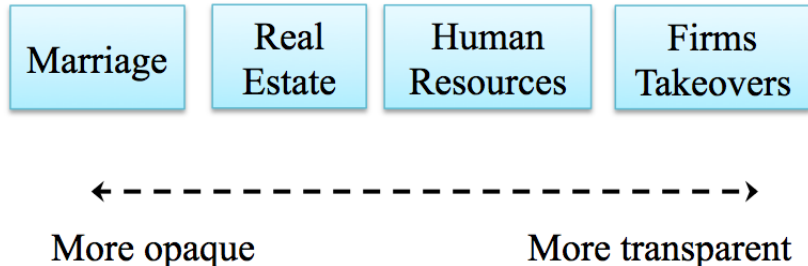 Marriage
Real
Estate
Human
Resources
Firms
Takeovers
More opaque
More transparent